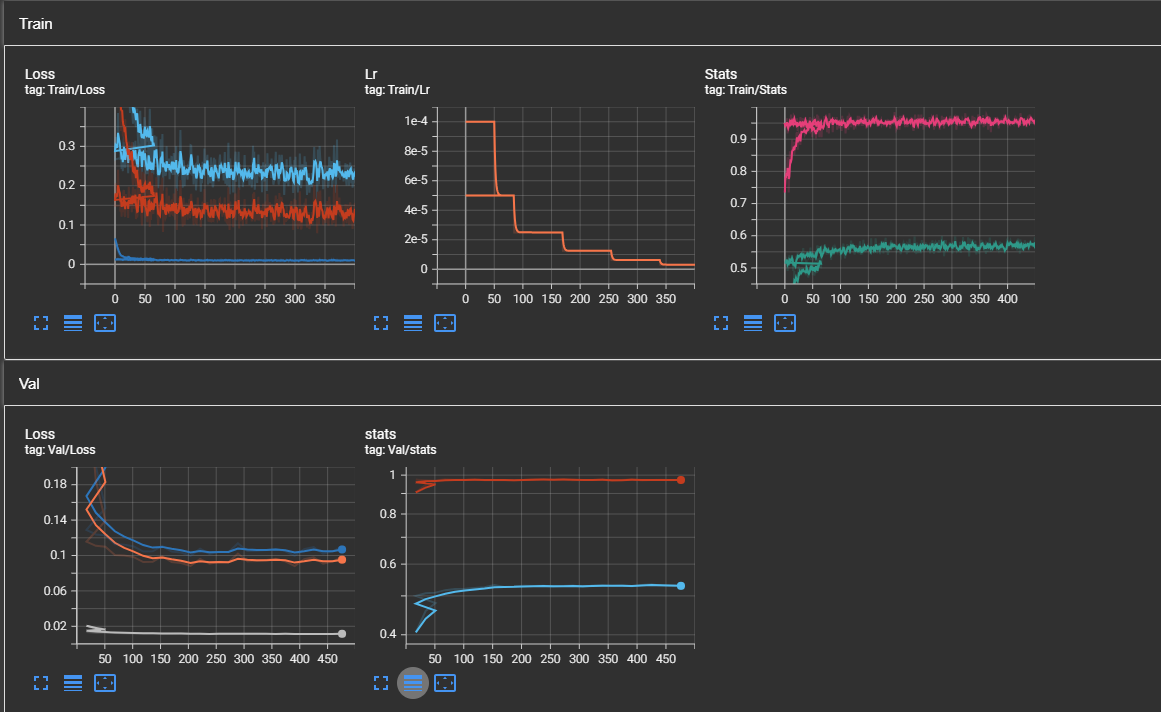 Train
Loss
tag: Train/Loss
0.3
0.2
0.1
0
0 50 100 150 200 250 300 350
Lr
tag: Train/Lr
1e-4
8e-5
6e-5
4e-5
2e-5
0
0 50 100 150 200 250 300 350
Stats
tag: Train/Stats
0.9
0.8
0.7
0.6
0.5
0 50 100 150 200 250 300 350 400
Val
Loss
tag: Val/Loss
0.18
0.14
0.1
0.06
0.02
50 100 150 200 250 300 350 400 450
stats
tag: Val/stats
1
0.8
0.6
0.4
50 100 150 200 250 300 350 400 450